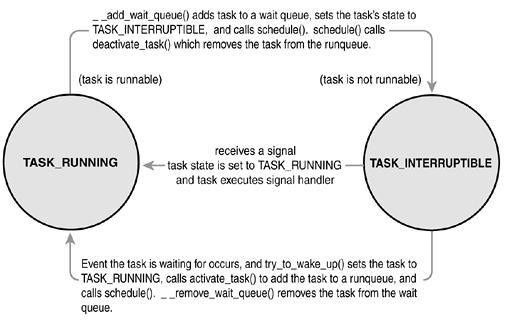 _ _add_wait_queue() adds task to a wait queue, sets the task's state to
TASK_INTERRUPTIBLE, and calls schedule(). schedule() calls
deactivate_task() which removes the task from the runqueue.
(task is runnable)
(task is not runnable)
receives a signal
TASK_RUNNING
task state is set to TASK_RUNNING
TASK_INTERRUPTIBLE
and task executes signal handler
Event the task is waiting for occurs, and try_to_wake_up() sets the task to
TASK_RUNNING, calls activate_task() to add the task to a runqueue, and
calls schedule(). _ _remove_wait_queue() removes the task from the wait
queue.